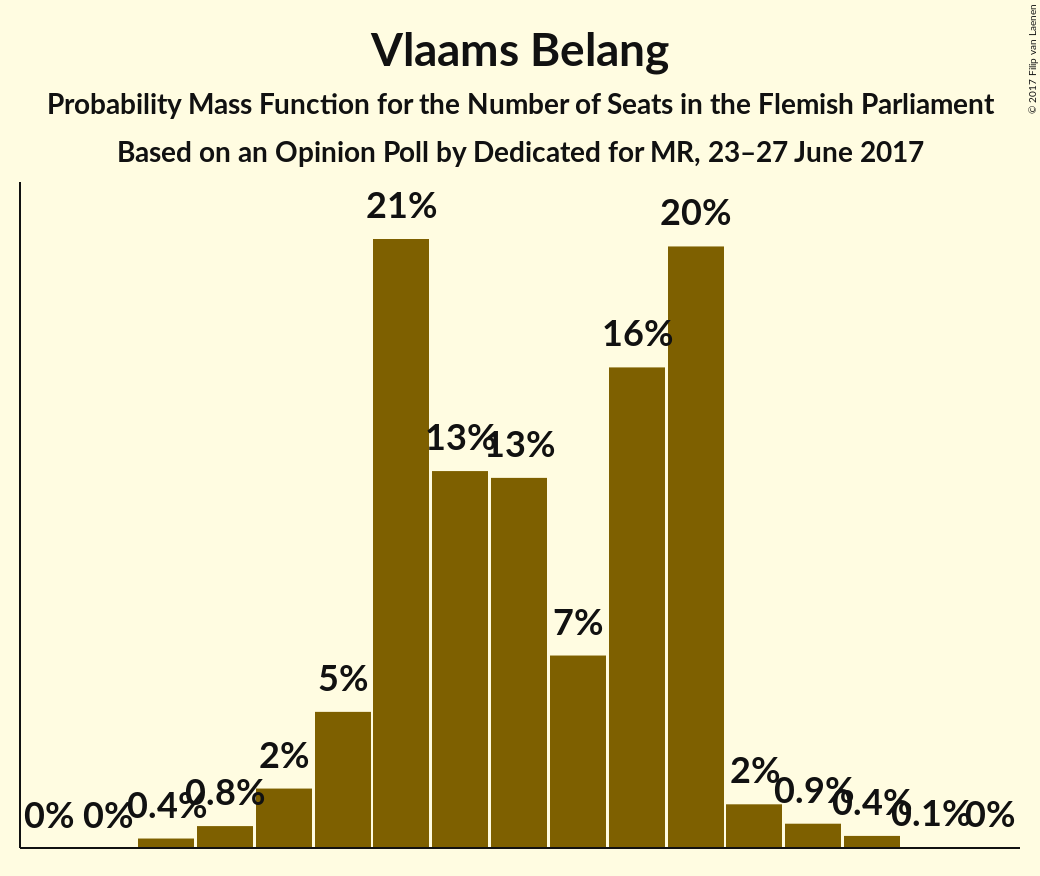 Vlaams Belang
Probability Mass Function for the Number of Seats in the Flemish Parliament
Based on an Opinion Poll by Dedicated for MR, 23–27 June 2017
© 2017 Filip van Laenen
0% 0% 0.4% 0.8% 2% 5% 21% 13% 13% 7% 16% 20% 2% 0.9% 0.4% 0.1% 0%